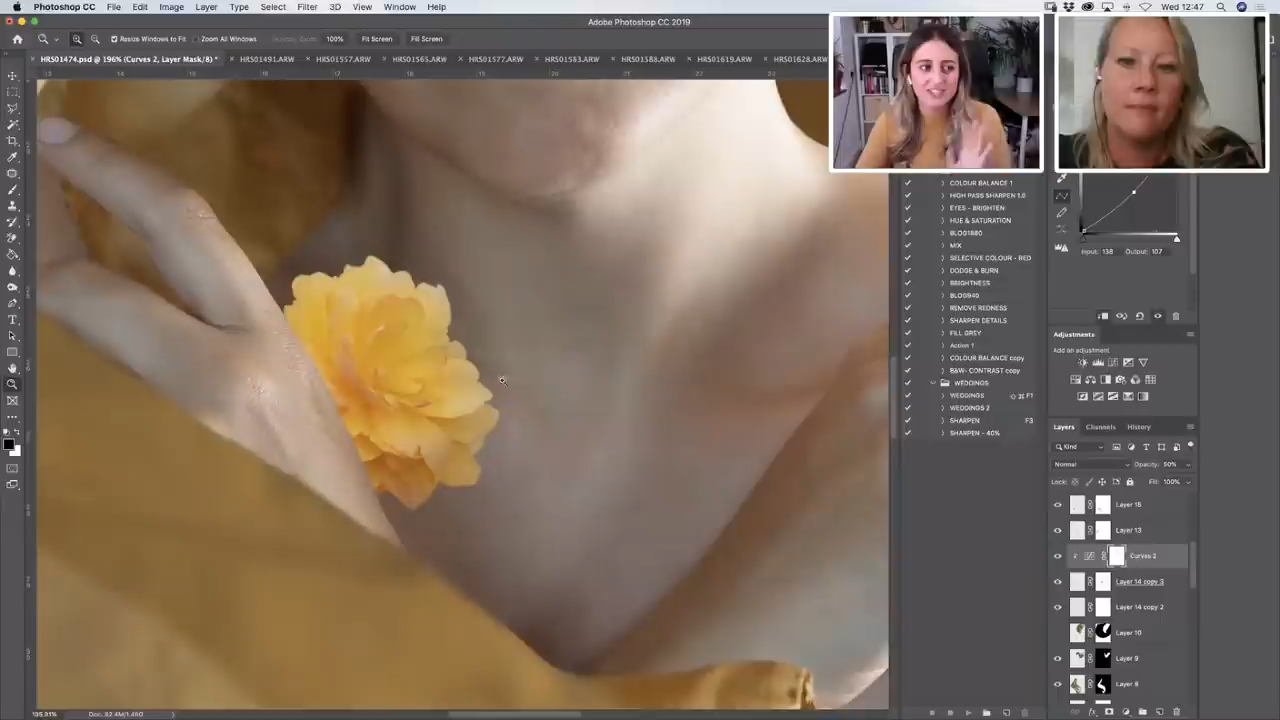 Photoshop CC File Edit Image Layer Type Select Filter 3D View Window Help
Wed 12:47
Adobe Photoshop CC 2019
Resize Windows to Fit Zoom All Windows 100% Fit Screen Fill Screen
HRS01474.psd @ 196% (Curves 2, Layer Mask/8) * HRS01491.ARW HRS01557.ARW HRS01565.ARW HRS01577.ARW HRS01583.ARW HRS01588.ARW HRS01619.ARW HRS01628.ARW
COLOUR BALANCE 1
HIGH PASS SHARPEN 1.0
EYES - BRIGHTEN
HUE & SATURATION
BLOG1880
MIX
SELECTIVE COLOUR - RED
DODGE & BURN
BRIGHTNESS
BLOG940
REMOVE REDNESS
SHARPEN DETAILS
FILL GREY
Action 1
COLOUR BALANCE copy
B&W- CONTRAST copy
WEDDINGS
WEDDINGS ⇧⌘F1
WEDDINGS 2
SHARPEN F3
SHARPEN - 40%
Input: 138 Output: 107
Adjustments
Add an adjustment
Layers Channels History
Kind
Normal Opacity: 50%
Lock: Fill: 100%
Layer 15
Layer 13
Curves 2
Layer 14 copy 3
Layer 14 copy 2
Layer 10
Layer 9
Layer 8